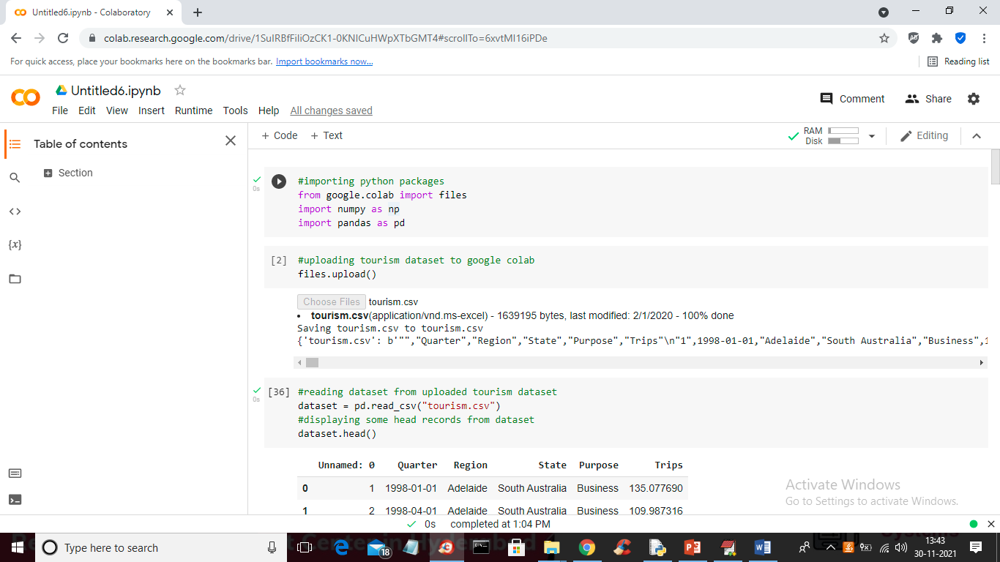 Untitled6.ipynb - Colaboratory
colab.research.google.com/drive/1SuIRBfFiIiOzCK1-0KNICuHWpXTbGMT4#scrollTo=6xvtMI16iPDe
For quick access, place your bookmarks here on the bookmarks bar. Import bookmarks now...
Reading list
Untitled6.ipynb
Comment
Share
File Edit View Insert Runtime Tools Help All changes saved
Table of contents
Section
+ Code + Text
RAM
Disk
Editing
0s
#importing python packages
from google.colab import files
import numpy as np
import pandas as pd
[2] #uploading tourism dataset to google colab
files.upload()
Choose Files tourism.csv
• tourism.csv(application/vnd.ms-excel) - 1639195 bytes, last modified: 2/1/2020 - 100% done
Saving tourism.csv to tourism.csv
{'tourism.csv': b'"","Quarter","Region","State","Purpose","Trips"\n"1",1998-01-01,"Adelaide","South Australia","Business",1
0s
[36] #reading dataset from uploaded tourism dataset
dataset = pd.read_csv("tourism.csv")
#displaying some head records from dataset
dataset.head()
Unnamed: 0 Quarter Region State Purpose Trips
0 1 1998-01-01 Adelaide South Australia Business 135.077690
1 2 1998-04-01 Adelaide South Australia Business 109.987316
Activate Windows
Go to Settings to activate Windows.
0s completed at 1:04 PM
Type here to search
18
13:43
30-11-2021